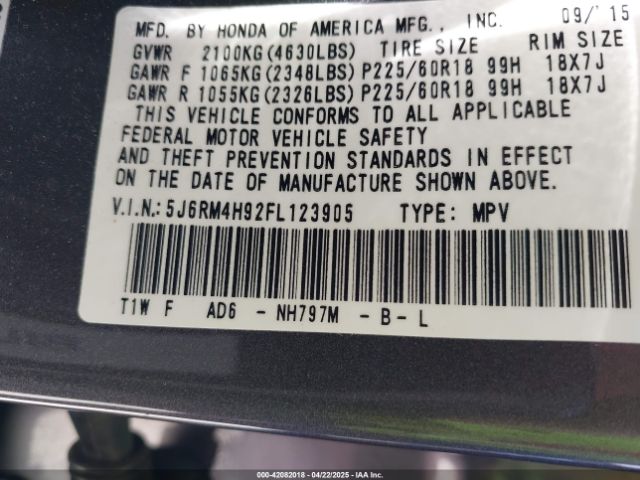 MFD. BY HONDA OF AMERICA MFG., INC. 09/'15
GVWR 2100KG(4630LBS) TIRE SIZE RIM SIZE
GAWR F 1065KG(2348LBS)P225/60R18 99H 18X7J
GAWR R 1055KG(2326LBS)P225/60R18 99H 18X7J
THIS VEHICLE CONFORMS TO ALL APPLICABLE
FEDERAL MOTOR VEHICLE SAFETY
AND THEFT PREVENTION STANDARDS IN EFFECT
ON THE DATE OF MANUFACTURE SHOWN ABOVE.
V.I.N.:5J6RM4H92FL123905 TYPE: MPV
T1W F AD6 - NH797M - B - L
000-42082018 - 04/22/2025 - IAA Inc.